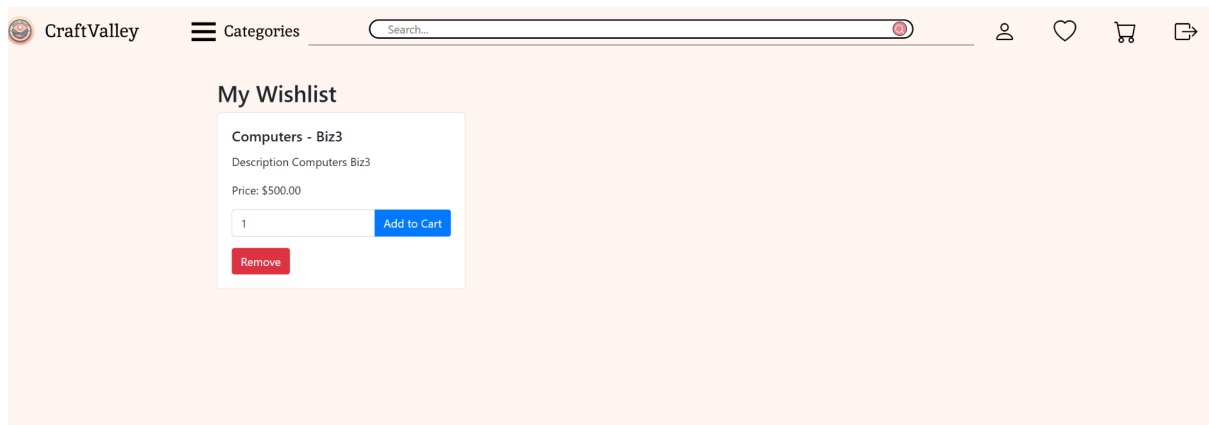 CraftValley
Categories
Search...
My Wishlist
Computers - Biz3
Description Computers Biz3
Price: $500.00
1
Add to Cart
Remove